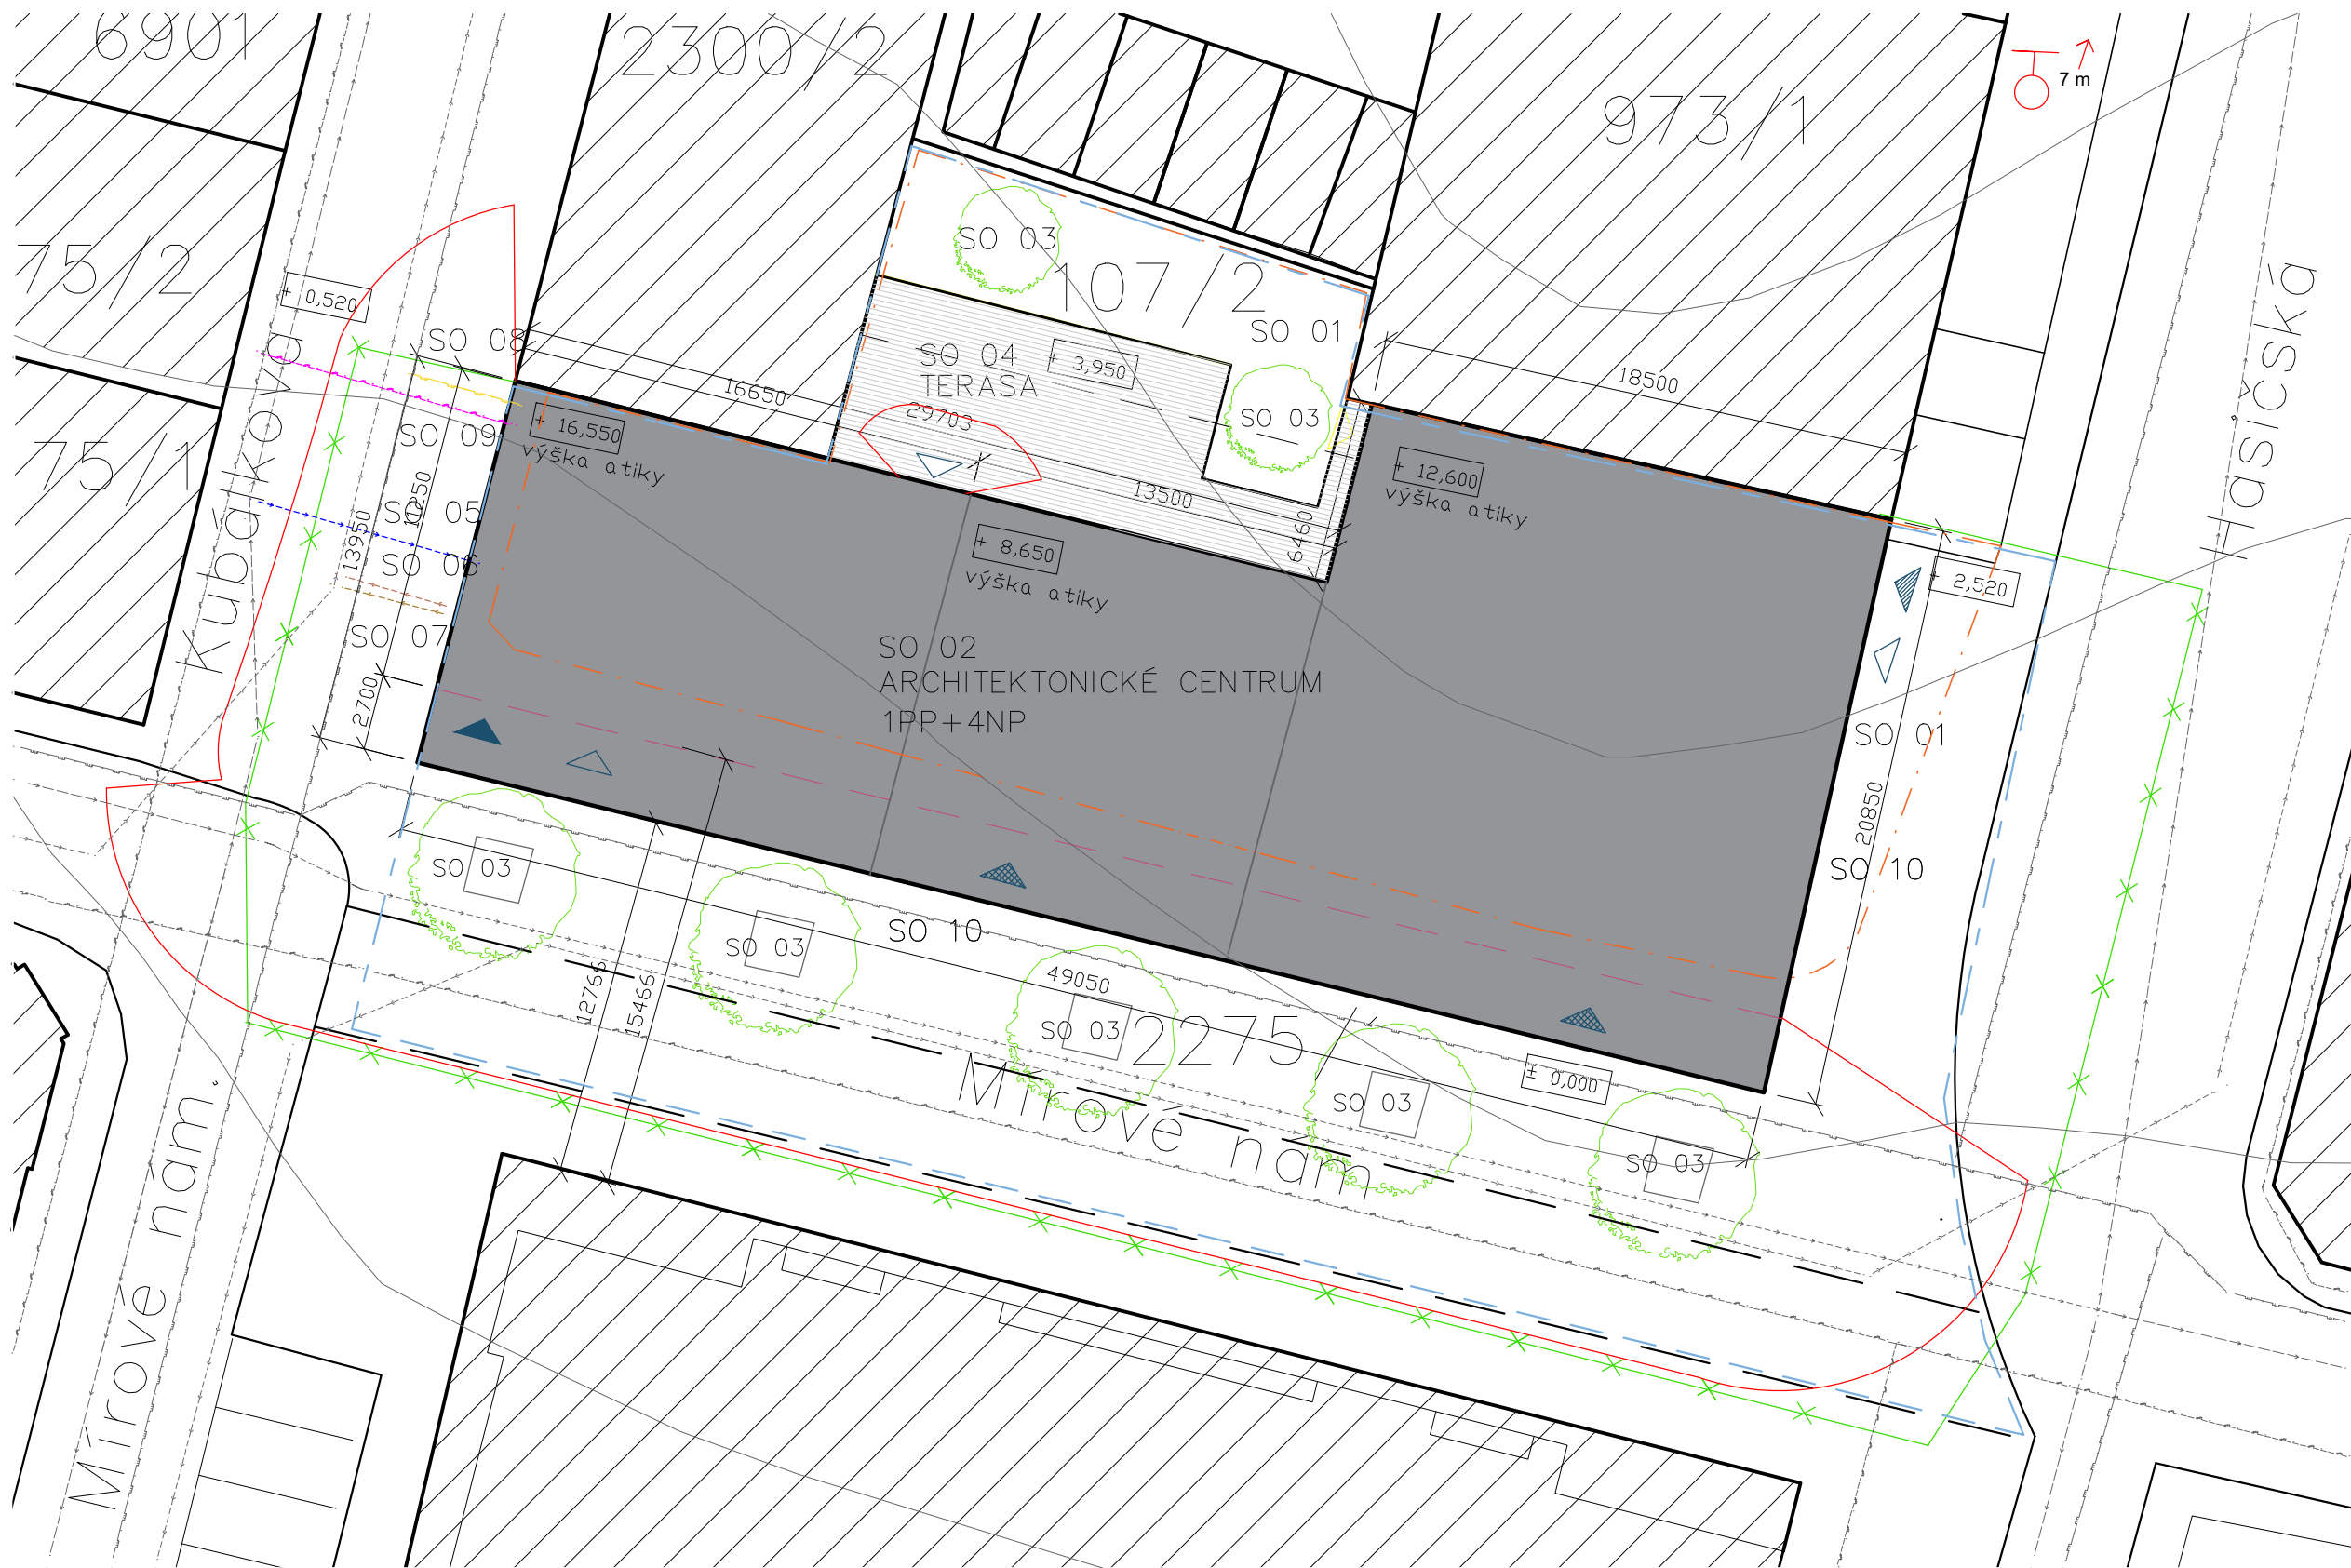 6901
2300/2
973/1
7 m
75/2
SO 03
107/2
SO 01
+ 0,520
SO 08
SO 04
TERASA
+ 3,950
16650
18500
29703
SO 03
+ 16,550
výška atiky
SO 09
75/1
+ 12,600
výška atiky
13500
6460
Kubálkova
Hasičská
11250
SO 05
13950
+ 8,650
výška atiky
SO 06
+ 2,520
SO 07
2700
SO 02
ARCHITEKTONICKÉ CENTRUM
1PP+4NP
SO 01
20850
SO 10
SO 03
SO 03
SO 10
49050
12766
15466
SO 03
2275/1
± 0,000
SO 03
SO 03
Mírové nám
Mírové nám.